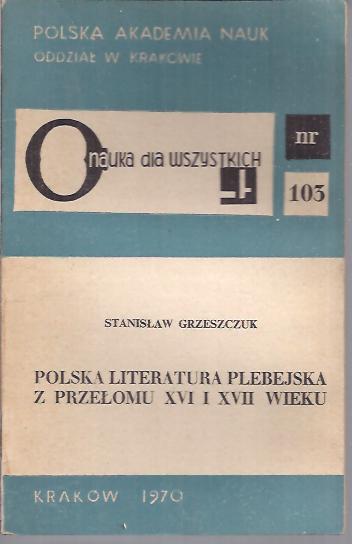 POLSKA AKADEMIA NAUK
ODDZIAŁ W KRAKOWIE
nauka dla wszystkich
nr
103
STANISŁAW GRZESZCZUK
POLSKA LITERATURA PLEBEJSKA
Z PRZEŁOMU XVI I XVII WIEKU
KRAKÓW 1970